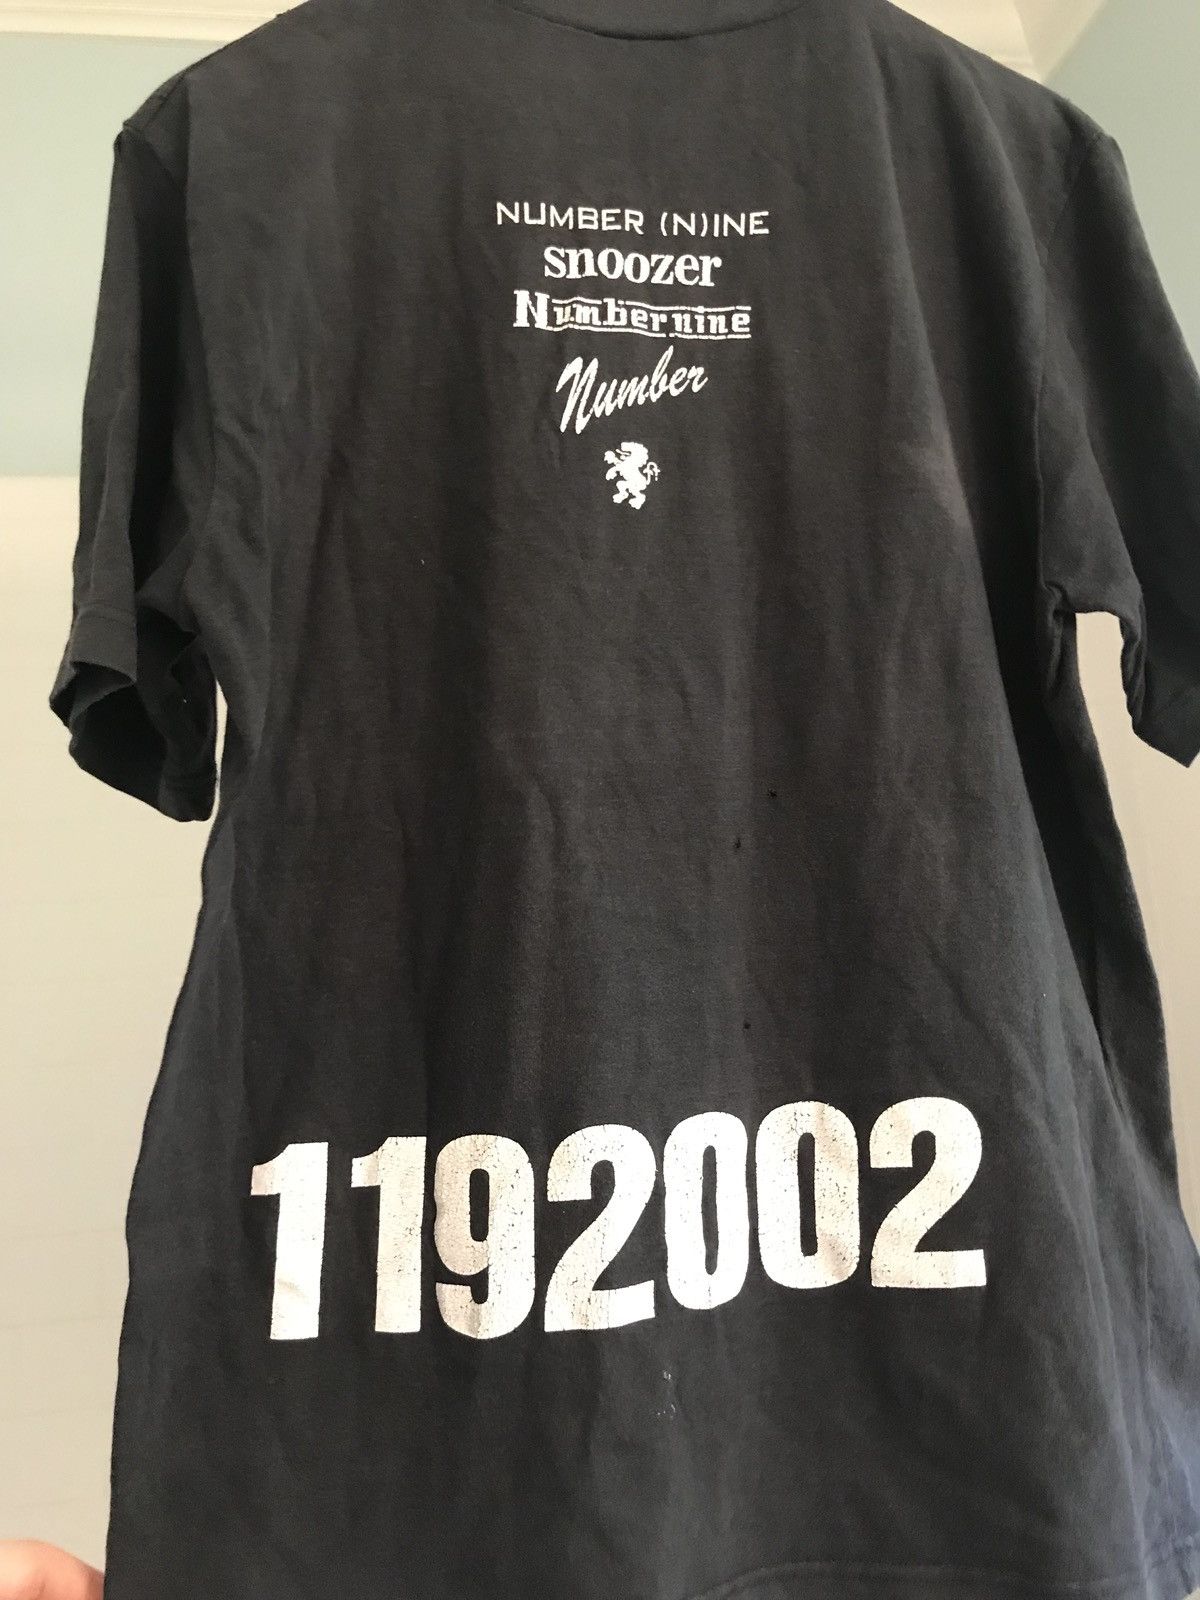 NUMBER (N)INE
snoozer
Numbernine
Number
1192002